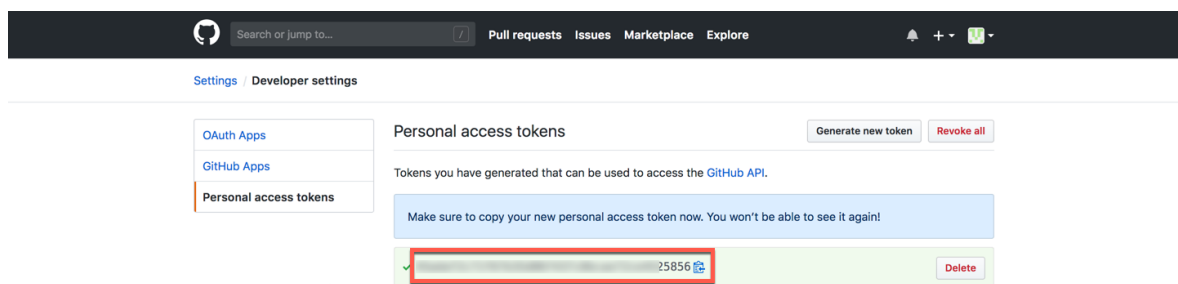 Search or jump to... / Pull requests Issues Marketplace Explore
Settings / Developer settings
OAuth Apps
GitHub Apps
Personal access tokens
Personal access tokens
Generate new token
Revoke all
Tokens you have generated that can be used to access the GitHub API.
Make sure to copy your new personal access token now. You won't be able to see it again!
25856
Delete